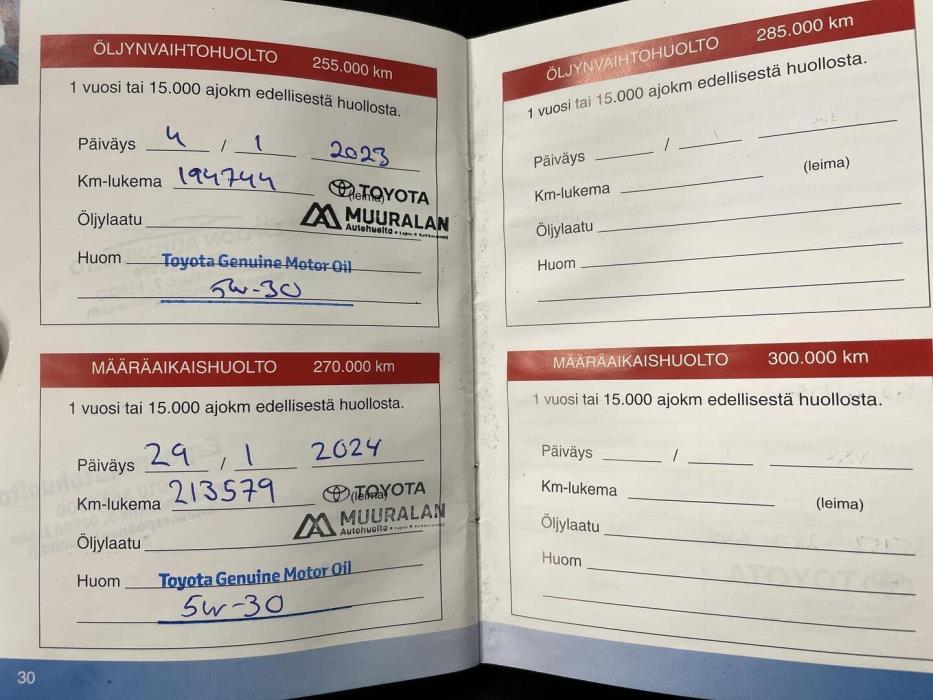 ÖLJYNVAIHTOHUOLTO 255.000 km
1 vuosi tai 15.000 ajokm edellisestä huollosta.
Päiväys 4 / 1 2023
Km-lukema 194744
(leima)
TOYOTA
MUURALAN
Autohuolto
Öljylaatu
Huom Toyota Genuine Motor Oil
5w-30
MÄÄRÄAIKAISHUOLTO 270.000 km
1 vuosi tai 15.000 ajokm edellisestä huollosta.
Päiväys 29 / 1 2024
Km-lukema 213579
(leima)
TOYOTA
MUURALAN
Autohuolto
Öljylaatu
Huom Toyota Genuine Motor Oil
5w-30
30
ÖLJYNVAIHTOHUOLTO 285.000 km
1 vuosi tai 15.000 ajokm edellisestä huollosta.
Päiväys /
Km-lukema (leima)
Öljylaatu
Huom
MÄÄRÄAIKAISHUOLTO 300.000 km
1 vuosi tai 15.000 ajokm edellisestä huollosta.
Päiväys /
Km-lukema (leima)
Öljylaatu
Huom